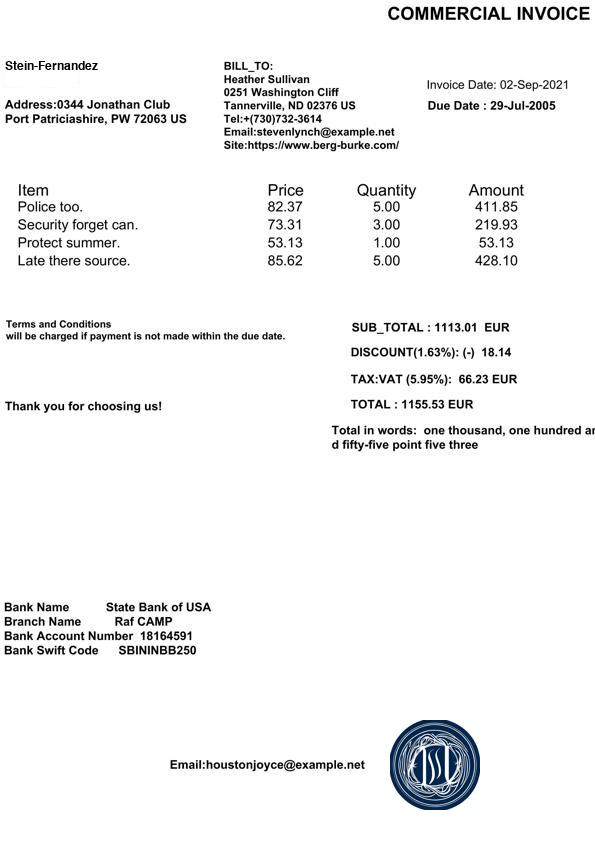 COMMERCIAL INVOICE
Stein-Fernandez
Address:0344 Jonathan Club
Port Patriciashire, PW 72063 US
BILL_TO:
Heather Sullivan
0251 Washington Cliff
Tannerville, ND 02376 US
Tel:+(730)732-3614
Email:stevenlynch@example.net
Site:https://www.berg-burke.com/
Invoice Date: 02-Sep-2021
Due Date : 29-Jul-2005
Item Price Quantity Amount
Police too. 82.37 5.00 411.85
Security forget can. 73.31 3.00 219.93
Protect summer. 53.13 1.00 53.13
Late there source. 85.62 5.00 428.10
Terms and Conditions
will be charged if payment is not made within the due date.
SUB_TOTAL : 1113.01 EUR
DISCOUNT(1.63%): (-) 18.14
TAX:VAT (5.95%): 66.23 EUR
TOTAL : 1155.53 EUR
Thank you for choosing us!
Total in words: one thousand, one hundred an
d fifty-five point five three
Bank Name State Bank of USA
Branch Name Raf CAMP
Bank Account Number 18164591
Bank Swift Code SBININBB250
Email:houstonjoyce@example.net